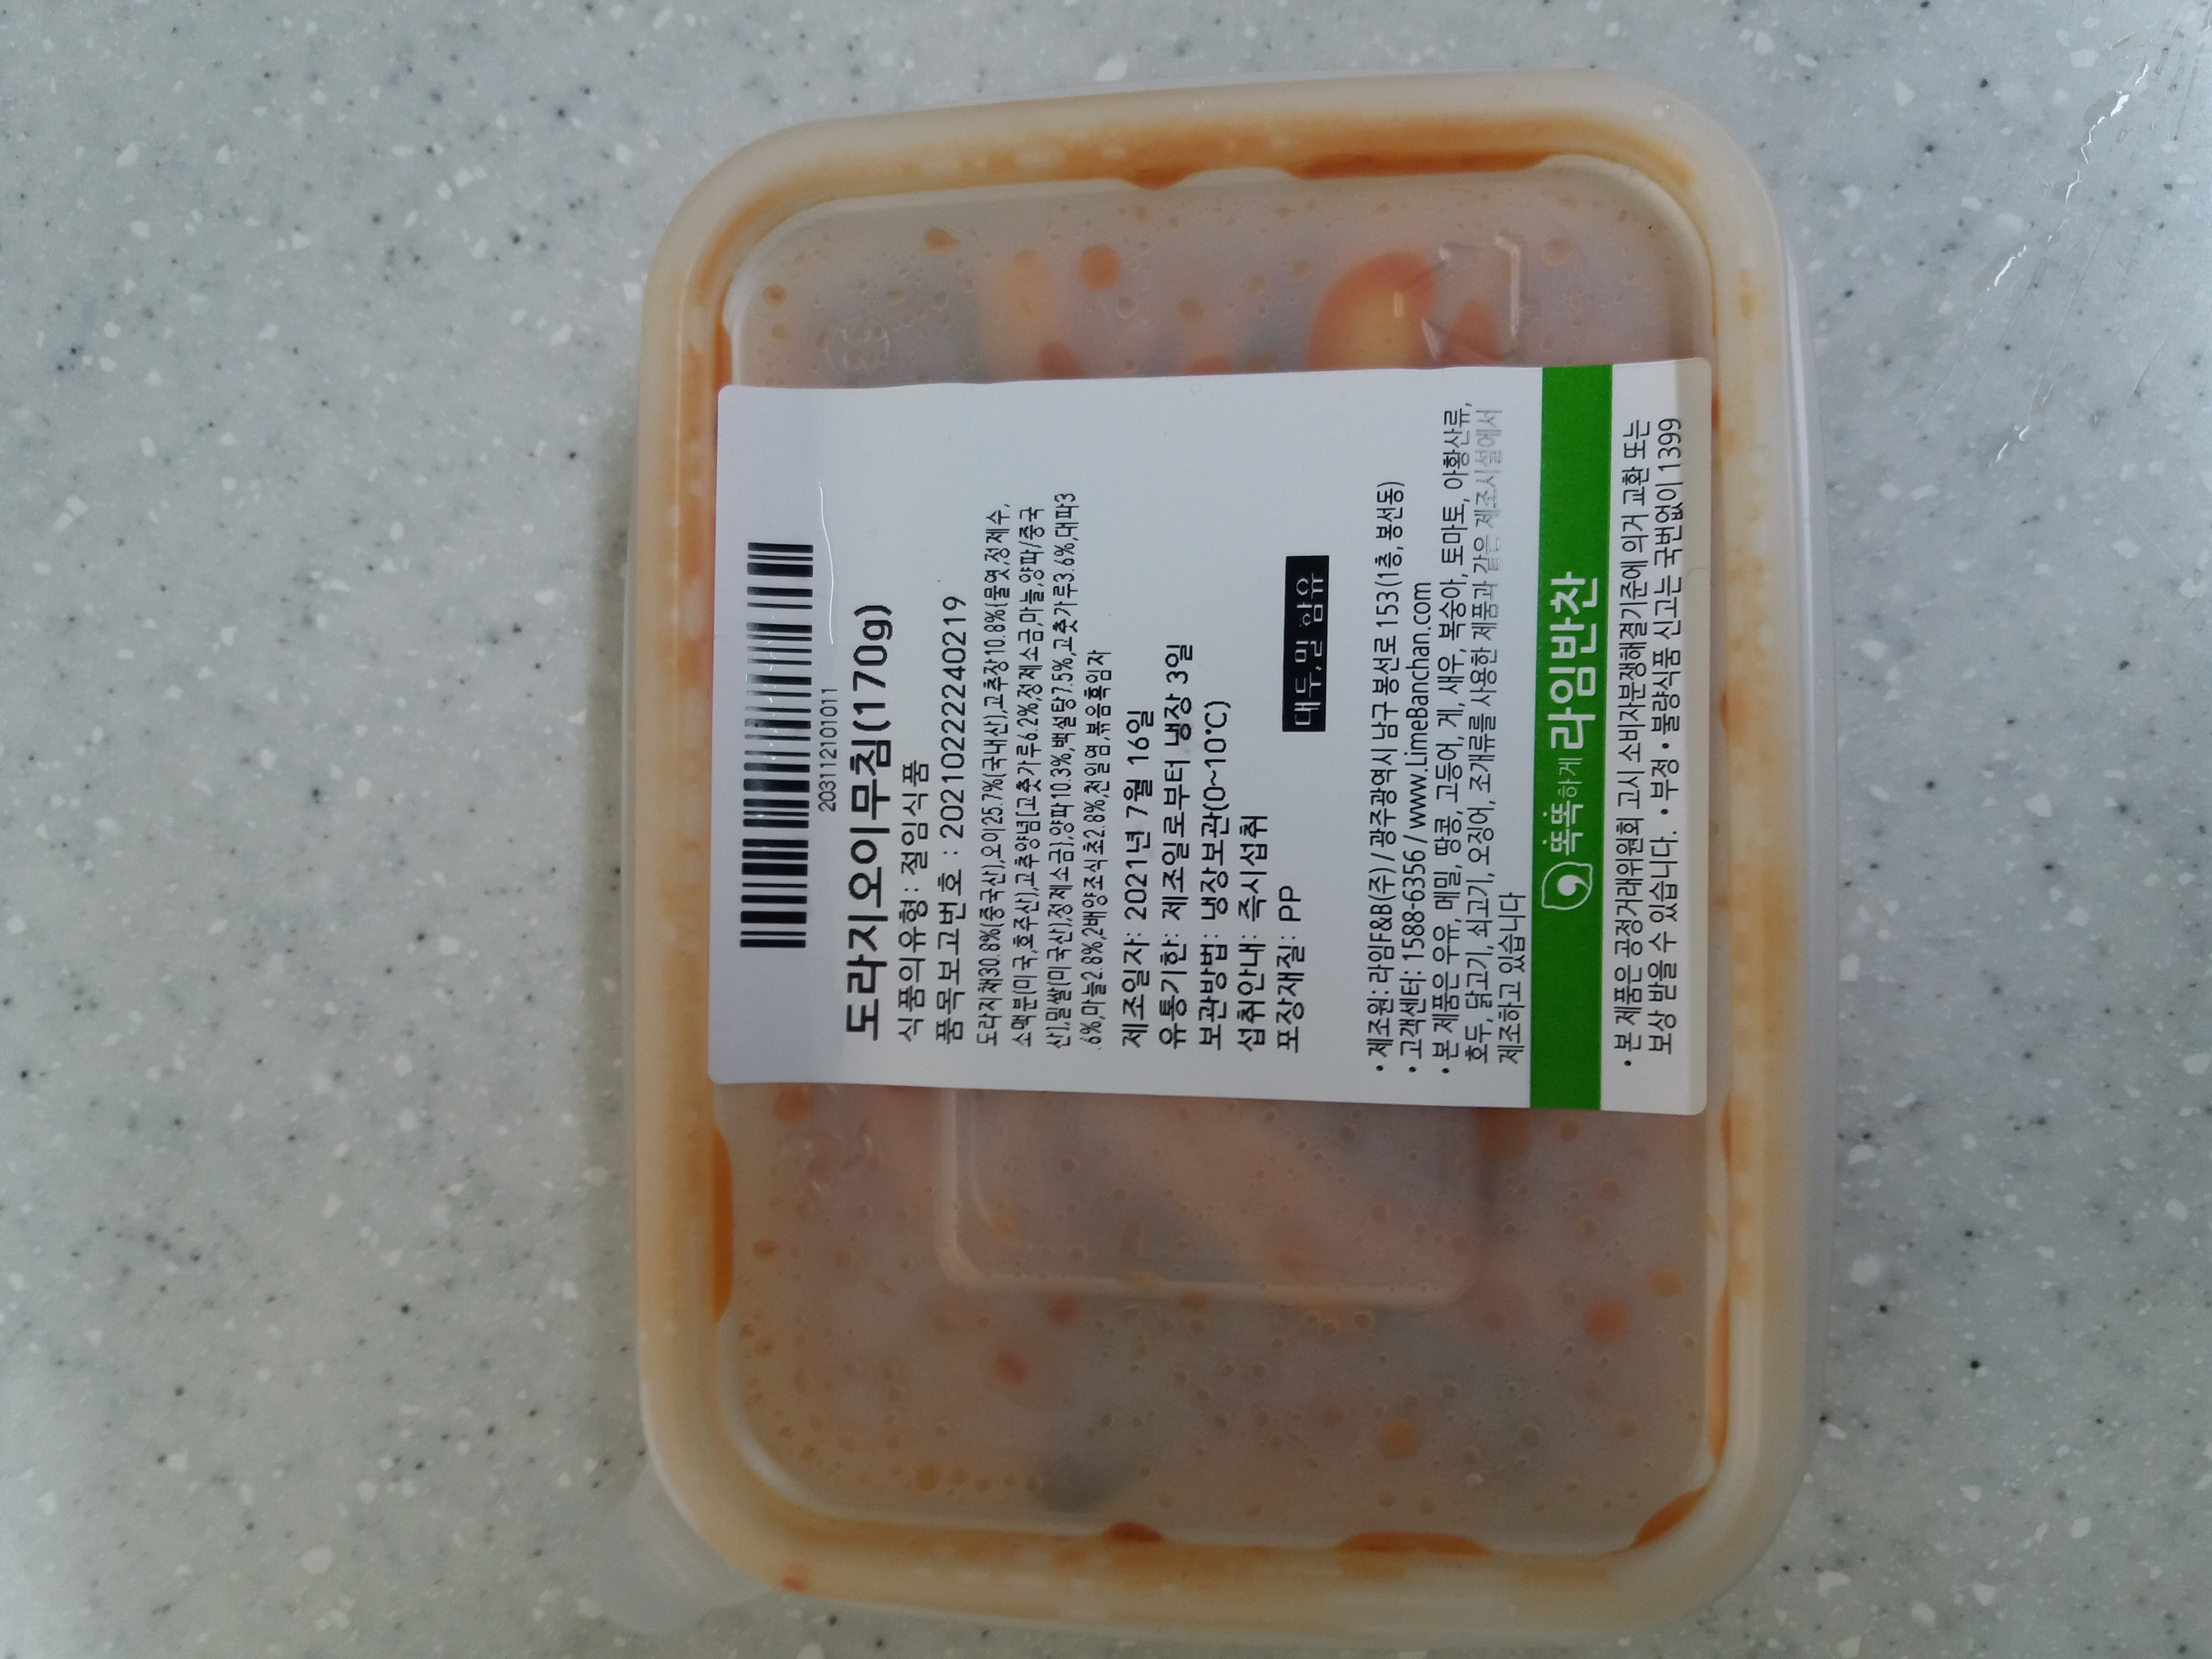 203112101011
도라지오이무침(170g)
식품의유형: 절임식품
품목보고번호 : 20210222240219
도라지채30.8%(중국산),오이25.7%(국내산),고추장10.8%{물엿,정제수,
소맥분(미국,호주산),고추양념[고춧가루6.2%,정제소금,마늘,양파/중국
산],밀쌀(미국산),정제소금},양파10.3%,백설탕7.5%,고춧가루3.6%,대파3
.6%,마늘2.8%,2배양조식초2.8%,천일염,볶음흑임자
제조일자: 2021년 7월 16일
유통기한: 제조일로부터 냉장 3일
보관방법: 냉장보관(0~10℃)
섭취안내: 즉시섭취
포장재질: PP
대두,밀 함유
• 제조원: 라임F&B(주) / 광주광역시 남구 봉선로 153(1층, 봉선동)
• 고객센터: 1588-6356 / www.LimeBanchan.com
• 본 제품은 우유, 메밀, 땅콩, 고등어, 게, 새우, 복숭아, 토마토, 아황산류,
호두, 닭고기, 쇠고기, 오징어, 조개류를 사용한 제품과 같은 제조시설에서
제조하고 있습니다
똑똑하게 라임반찬
• 본 제품은 공정거래위원회 고시 소비자분쟁해결기준에 의거 교환 또는
보상 받을 수 있습니다. • 부정 • 불량식품 신고는 국번없이 1399